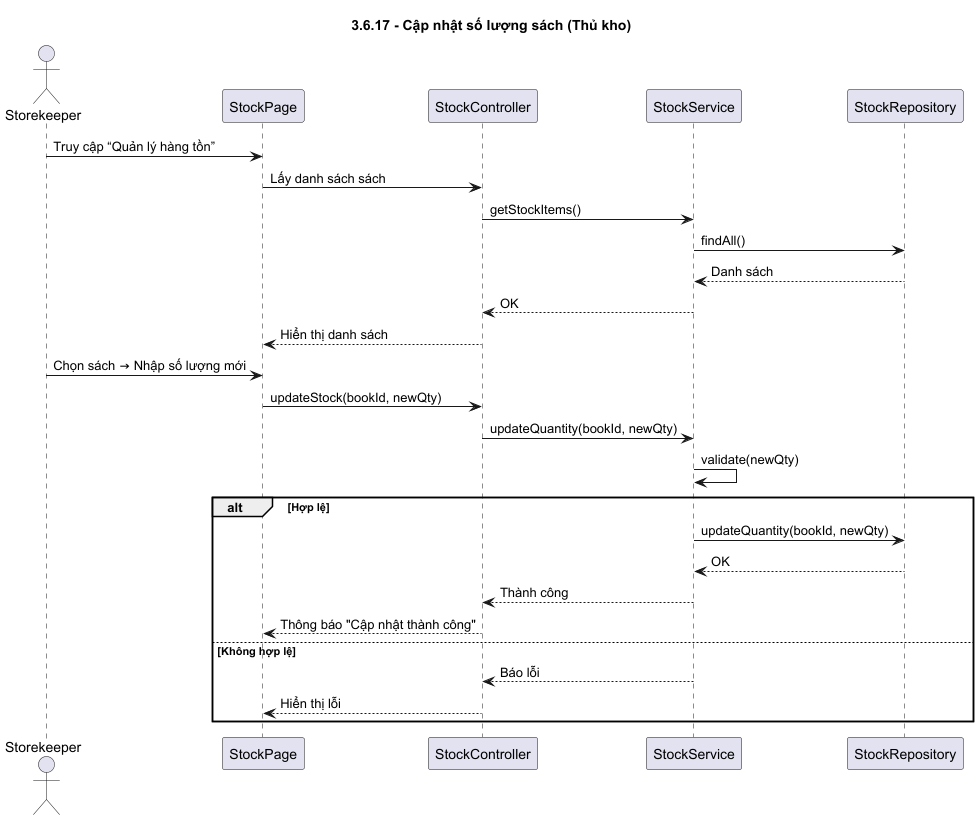 3.6.17 - Cập nhật số lượng sách (Thủ kho)
Storekeeper
StockPage
StockController
StockService
StockRepository
Truy cập “Quản lý hàng tồn”
Lấy danh sách sách
getStockItems()
findAll()
Danh sách
OK
Hiển thị danh sách
Chọn sách → Nhập số lượng mới
updateStock(bookId, newQty)
updateQuantity(bookId, newQty)
validate(newQty)
alt
[Hợp lệ]
updateQuantity(bookId, newQty)
OK
Thành công
Thông báo "Cập nhật thành công"
[Không hợp lệ]
Báo lỗi
Hiển thị lỗi
Storekeeper
StockPage
StockController
StockService
StockRepository